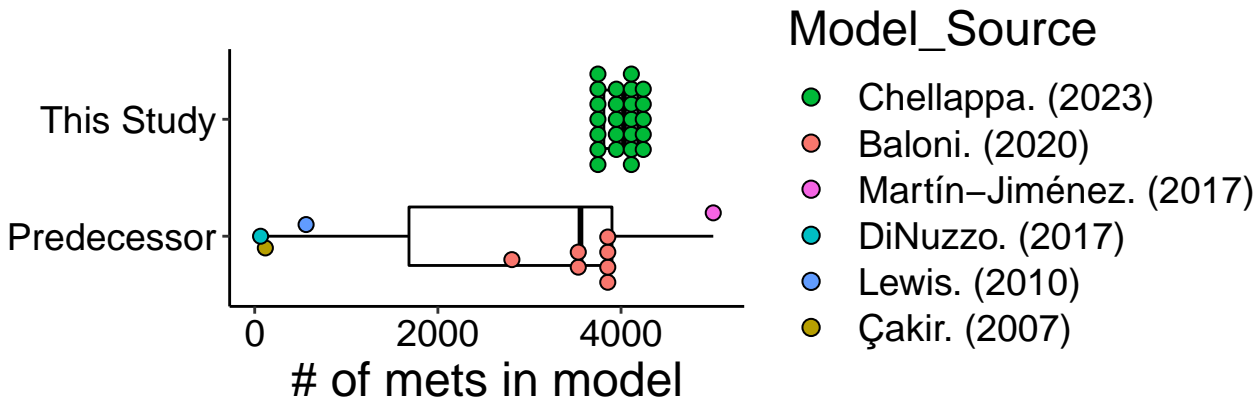 Model_Source
This Study
Predecessor
Chellappa. (2023)
Baloni. (2020)
Martín−Jiménez. (2017)
DiNuzzo. (2017)
Lewis. (2010)
Çakir. (2007)
0 2000 4000
# of mets in model